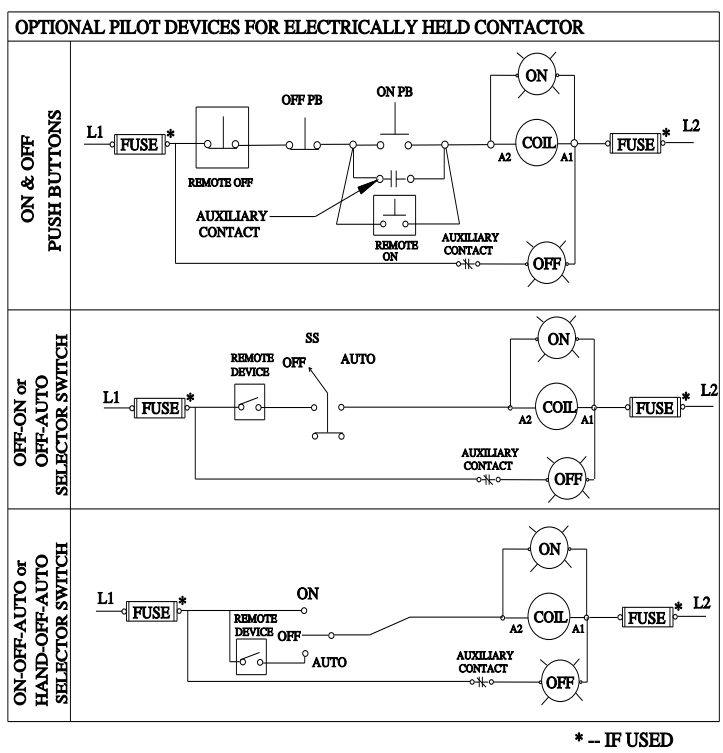 OPTIONAL PILOT DEVICES FOR ELECTRICALLY HELD CONTACTOR
ON & OFF
PUSH BUTTONS
L1
FUSE
*
REMOTE OFF
OFF PB
ON PB
AUXILIARY
CONTACT
REMOTE
ON
ON
COIL
A2
A1
AUXILIARY
CONTACT
OFF
FUSE
*
L2
OFF-ON or
OFF-AUTO
SELECTOR SWITCH
L1
FUSE
*
REMOTE
DEVICE
SS
OFF
AUTO
ON
COIL
A2
A1
AUXILIARY
CONTACT
OFF
FUSE
*
L2
ON-OFF-AUTO or
HAND-OFF-AUTO
SELECTOR SWITCH
L1
FUSE
*
REMOTE
DEVICE
ON
OFF
AUTO
ON
COIL
A2
A1
AUXILIARY
CONTACT
OFF
FUSE
*
L2
* -- IF USED